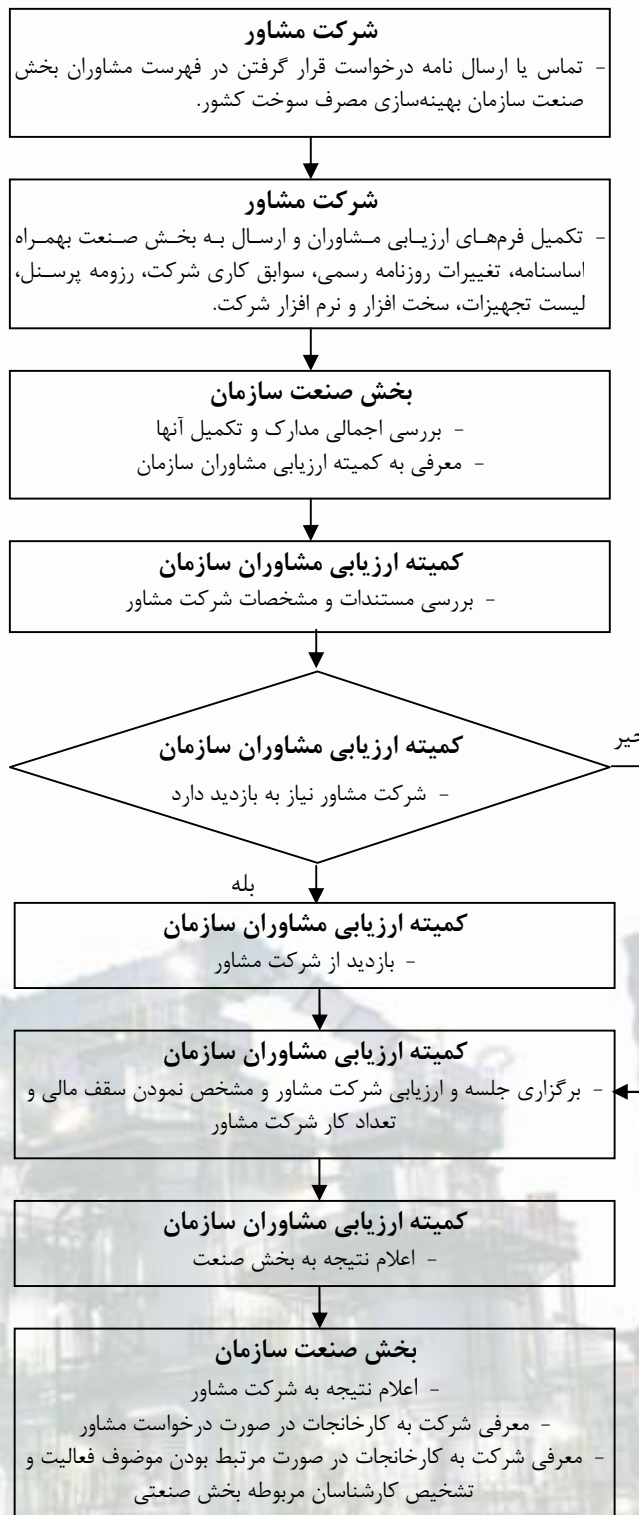 شرکت مشاور
- تماس یا ارسال نامه درخواست قرار گرفتن در فهرست مشاوران بخش
صنعت سازمان بهینه‌سازی مصرف سوخت کشور.
شرکت مشاور
- تکمیل فرم‌های ارزیابی مشاوران و ارسال به بخش صنعت بهمراه
اساسنامه، تغییرات روزنامه رسمی، سوابق کاری شرکت، رزومه پرسنل،
لیست تجهیزات، سخت افزار و نرم افزار شرکت.
بخش صنعت سازمان
- بررسی اجمالی مدارک و تکمیل آنها
- معرفی به کمیته ارزیابی مشاوران سازمان
کمیته ارزیابی مشاوران سازمان
- بررسی مستندات و مشخصات شرکت مشاور
کمیته ارزیابی مشاوران سازمان
- شرکت مشاور نیاز به بازدید دارد
خیر
بله
کمیته ارزیابی مشاوران سازمان
- بازدید از شرکت مشاور
کمیته ارزیابی مشاوران سازمان
- برگزاری جلسه و ارزیابی شرکت مشاور و مشخص نمودن سقف مالی و
تعداد کار شرکت مشاور
کمیته ارزیابی مشاوران سازمان
- اعلام نتیجه به بخش صنعت
بخش صنعت سازمان
- اعلام نتیجه به شرکت مشاور
- معرفی شرکت به کارخانجات در صورت درخواست مشاور
- معرفی شرکت به کارخانجات در صورت مرتبط بودن موضوف فعالیت و
تشخیص کارشناسان مربوطه بخش صنعتی